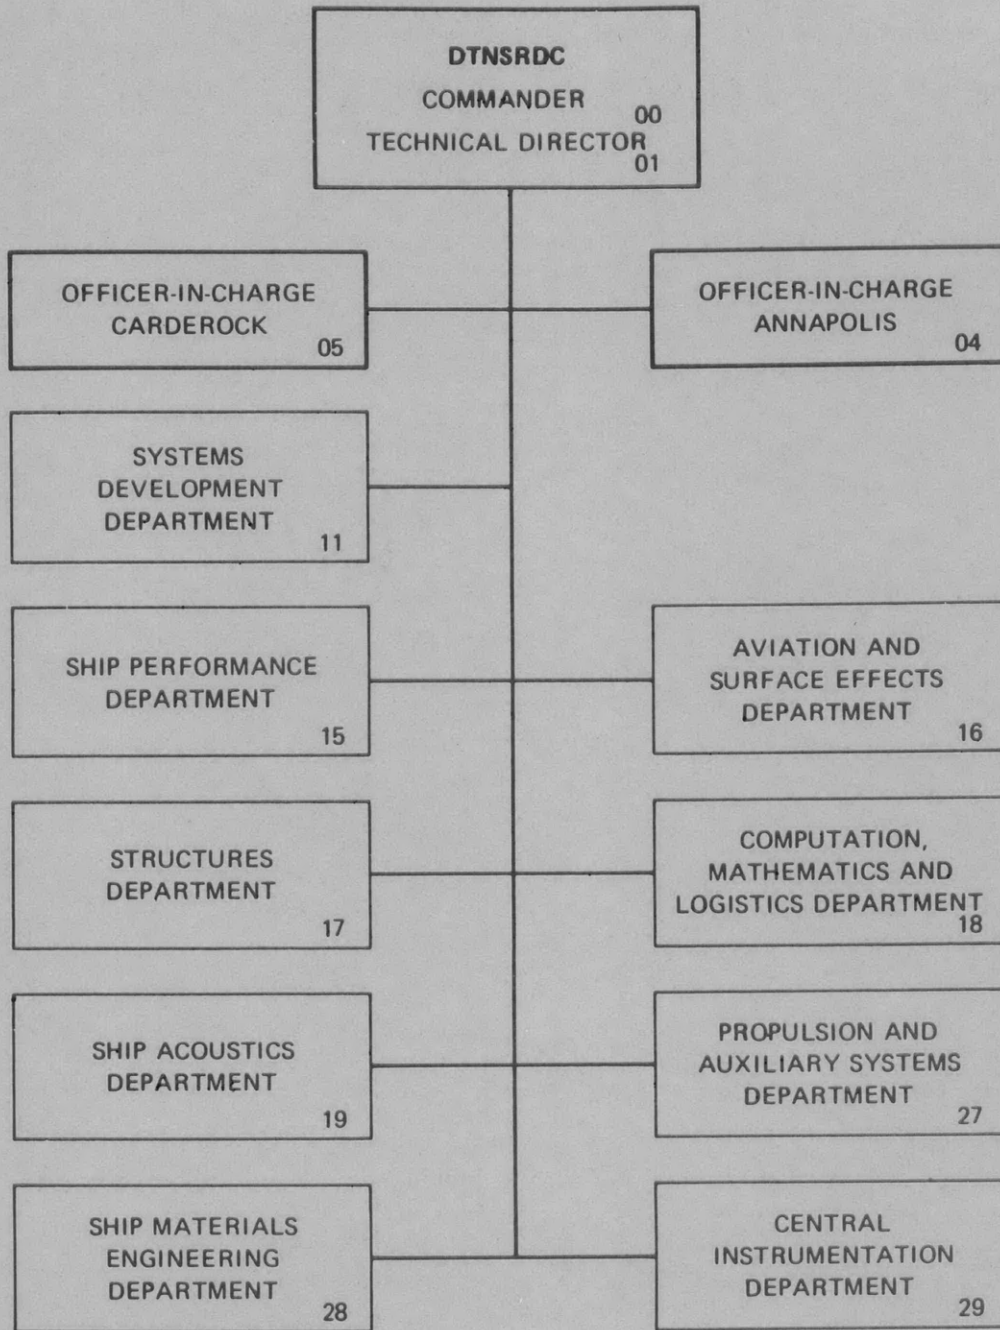 DTNSRDC
COMMANDER
00
TECHNICAL DIRECTOR
01
OFFICER-IN-CHARGE
CARDEROCK
05
OFFICER-IN-CHARGE
ANNAPOLIS
04
SYSTEMS
DEVELOPMENT
DEPARTMENT
11
SHIP PERFORMANCE
DEPARTMENT
15
AVIATION AND
SURFACE EFFECTS
DEPARTMENT
16
STRUCTURES
DEPARTMENT
17
COMPUTATION,
MATHEMATICS AND
LOGISTICS DEPARTMENT
18
SHIP ACOUSTICS
DEPARTMENT
19
PROPULSION AND
AUXILIARY SYSTEMS
DEPARTMENT
27
SHIP MATERIALS
ENGINEERING
DEPARTMENT
28
CENTRAL
INSTRUMENTATION
DEPARTMENT
29